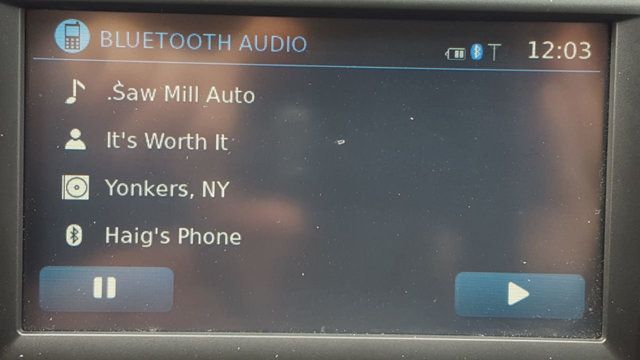 BLUETOOTH AUDIO
12:03
.Saw Mill Auto
It's Worth It
Yonkers, NY
Haig's Phone